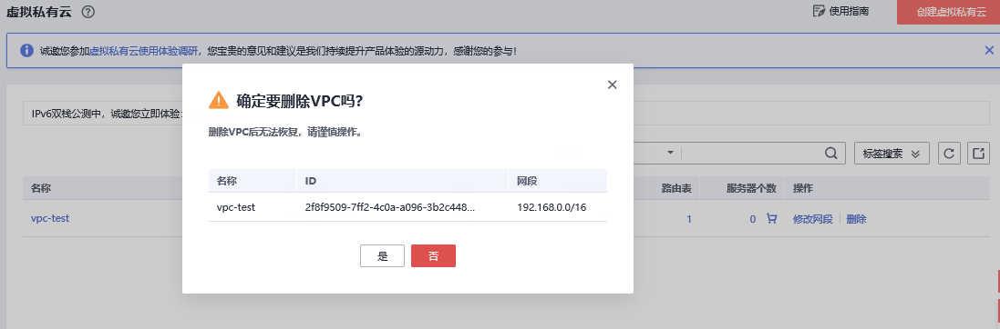 虚拟私有云
使用指南
创建虚拟私有云
诚邀您参加虚拟私有云使用体验调研，您宝贵的意见和建议是我们持续提升产品体验的源动力，感谢您的参与！
IPv6双栈公测中，诚邀您立即体验：
标签搜索
名称 路由表 服务器个数 操作
vpc-test 1 0 修改网段 删除
确定要删除VPC吗？
删除VPC后无法恢复，请谨慎操作。
名称 ID 网段
vpc-test 2f8f9509-7ff2-4c0a-a096-3b2c448... 192.168.0.0/16
是 否